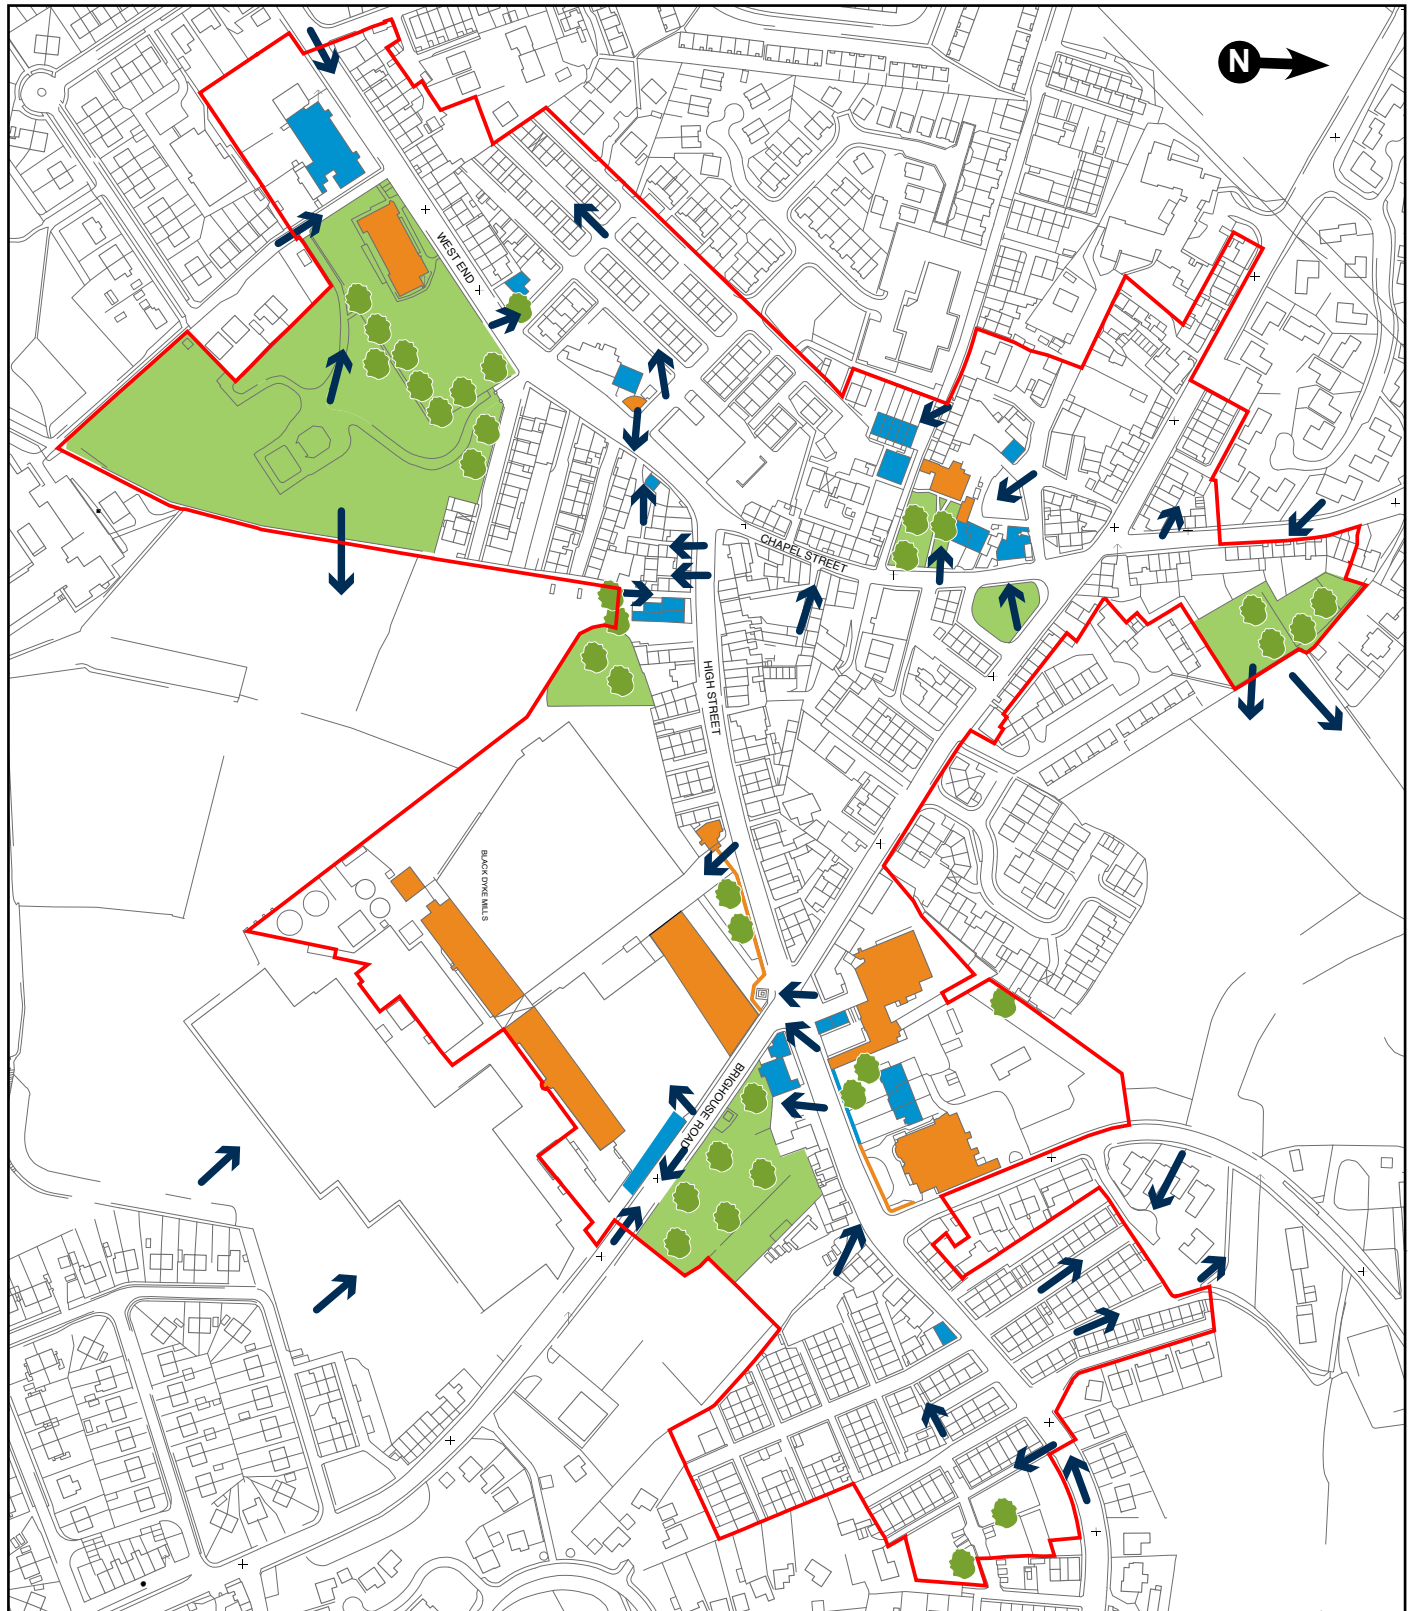 N
WEST END
CHAPEL STREET
HIGH STREET
BLACK DYKE MILLS
BRIGHOUSE ROAD